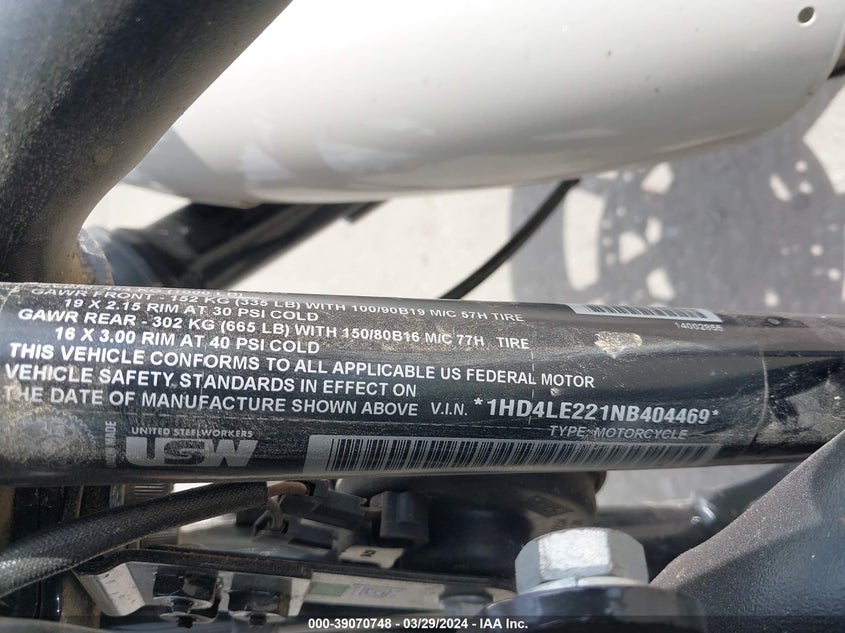 GAWR FRONT - 152 KG (335 LB) WITH 100/90B19 M/C 57H TIRE
19 X 2.15 RIM AT 30 PSI COLD
GAWR REAR - 302 KG (665 LB) WITH 150/80B16 M/C 77H TIRE
16 X 3.00 RIM AT 40 PSI COLD
THIS VEHICLE CONFORMS TO ALL APPLICABLE US FEDERAL MOTOR
VEHICLE SAFETY STANDARDS IN EFFECT ON
THE DATE OF MANUFACTURE SHOWN ABOVE V.I.N. *1HD4LE221NB404469*
TYPE: MOTORCYCLE
14002855
UNION MADE
UNITED STEELWORKERS
USW
000-39070748 - 03/29/2024 - IAA Inc.